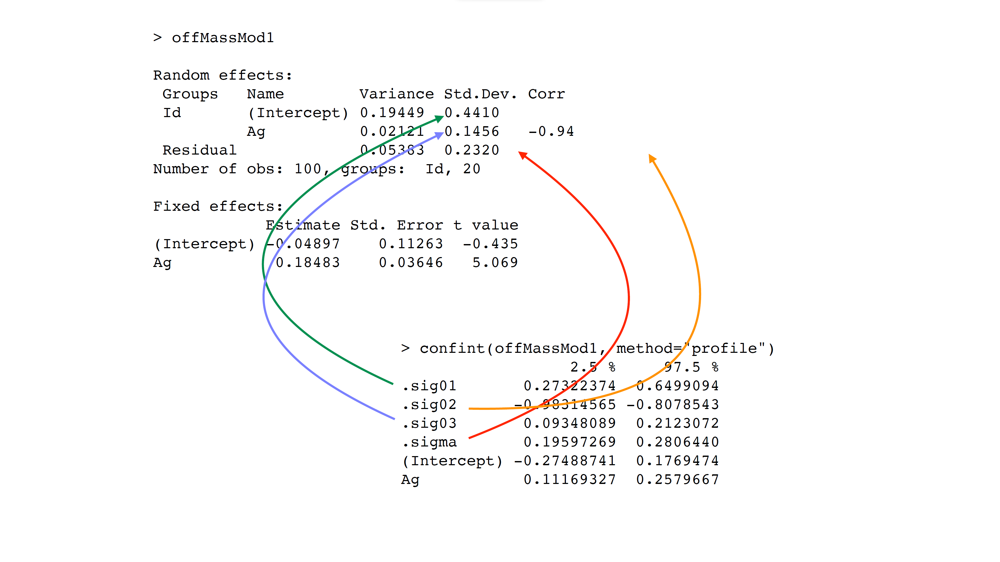 > offMassMod1
Random effects:
Groups Name Variance Std.Dev. Corr
Id (Intercept) 0.19449 0.4410
Ag 0.02121 0.1456 -0.94
Residual 0.05383 0.2320
Number of obs: 100, groups: Id, 20
Fixed effects:
Estimate Std. Error t value
(Intercept) -0.04897 0.11263 -0.435
Ag 0.18483 0.03646 5.069
> confint(offMassMod1, method="profile")
2.5 % 97.5 %
.sig01 0.27322374 0.6499094
.sig02 -0.98314565 -0.8078543
.sig03 0.09348089 0.2123072
.sigma 0.19597269 0.2806440
(Intercept) -0.27488741 0.1769474
Ag 0.11169327 0.2579667